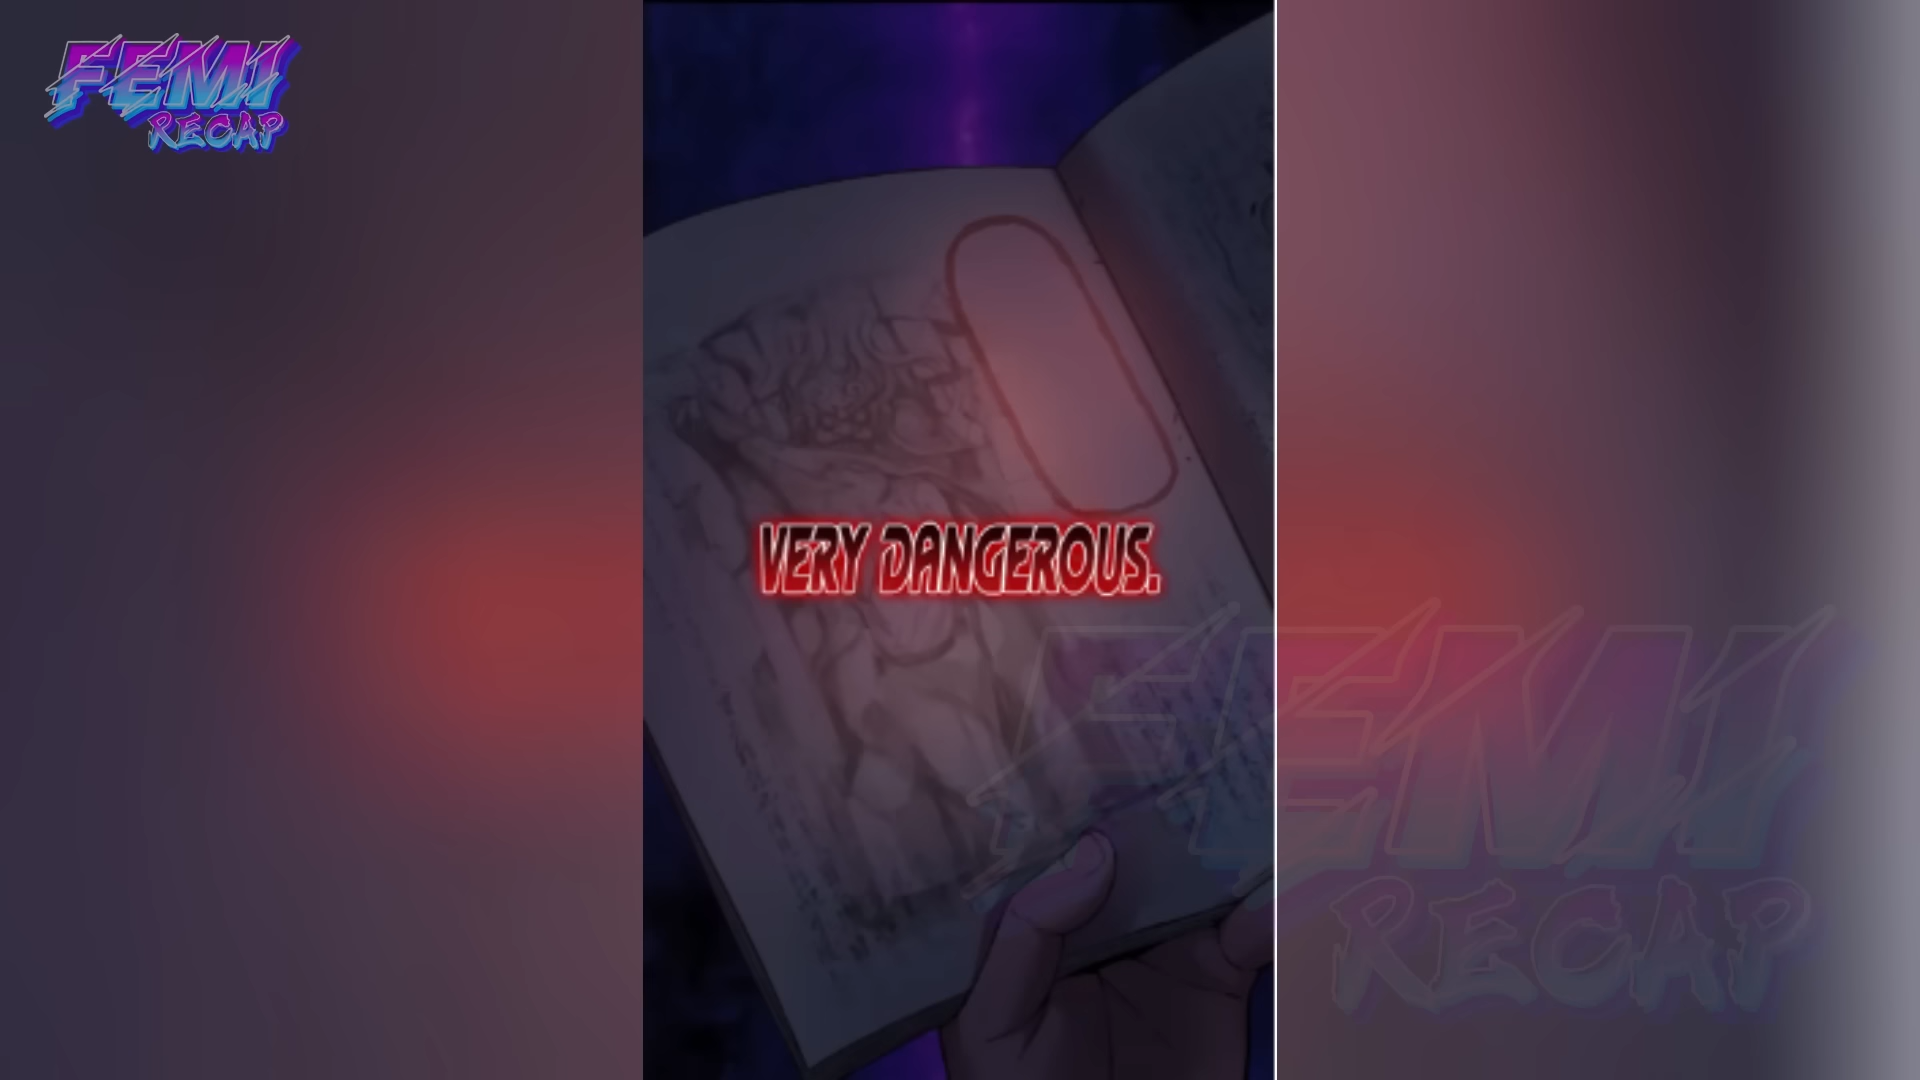 FEMI
RECAP
VERY DANGEROUS.
FEMI
RECAP